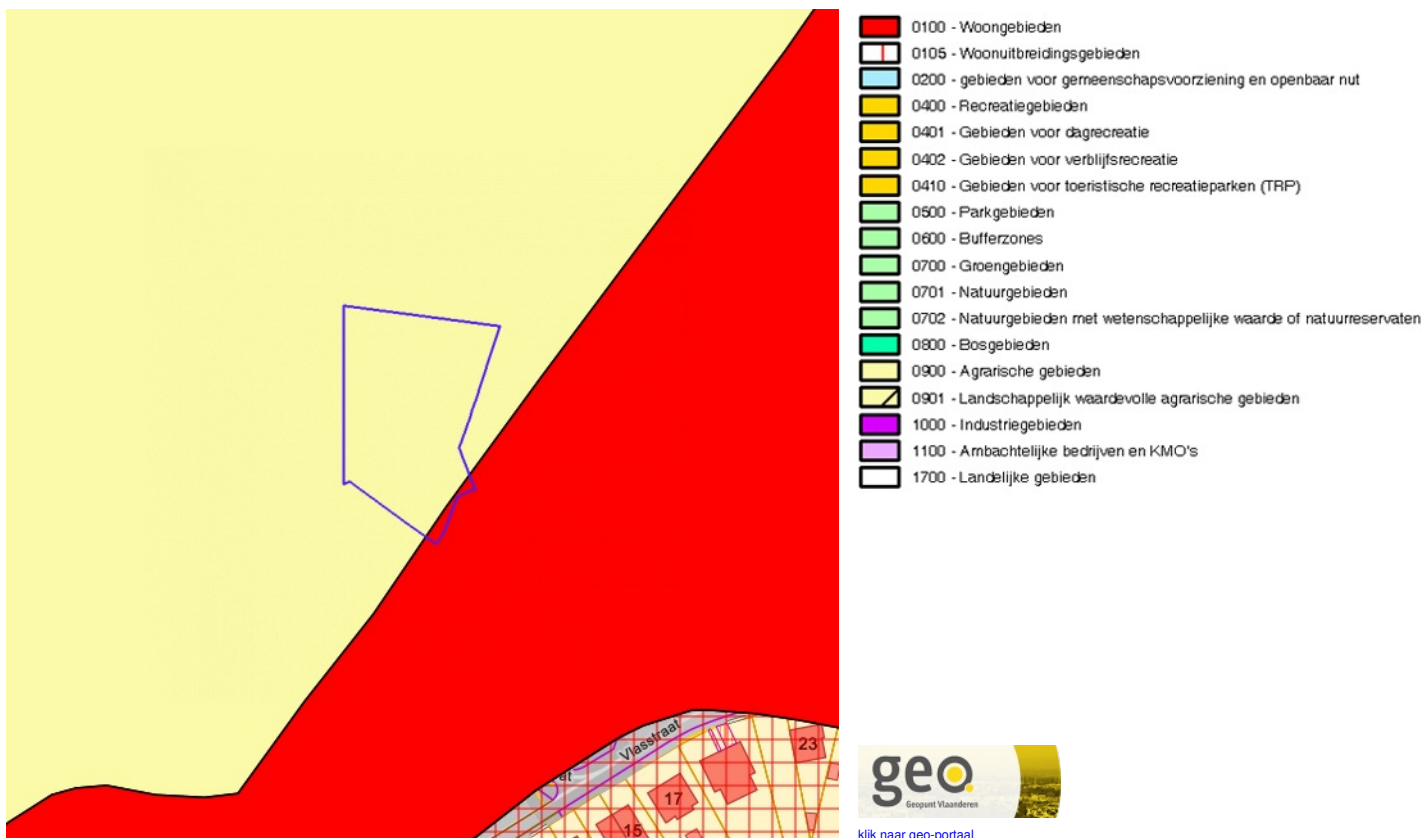 0100 - Woongebieden
0105 - Woonuitbreidingsgebieden
0200 - gebieden voor gemeenschapsvoorziening en openbaar nut
0400 - Recreatiegebieden
0401 - Gebieden voor dagrecreatie
0402 - Gebieden voor verblijfsrecreatie
0410 - Gebieden voor toeristische recreatieparken (TRP)
0500 - Parkgebieden
0600 - Bufferzones
0700 - Groengebieden
0701 - Natuurgebieden
0702 - Natuurgebieden met wetenschappelijke waarde of natuurreservaten
0800 - Bosgebieden
0900 - Agrarische gebieden
0901 - Landschappelijk waardevolle agrarische gebieden
1000 - Industriegebieden
1100 - Ambachtelijke bedrijven en KMO's
1700 - Landelijke gebieden
Vlasstraat
23
17
15
geo
Geopunt Vlaanderen
klik naar geo-portaal